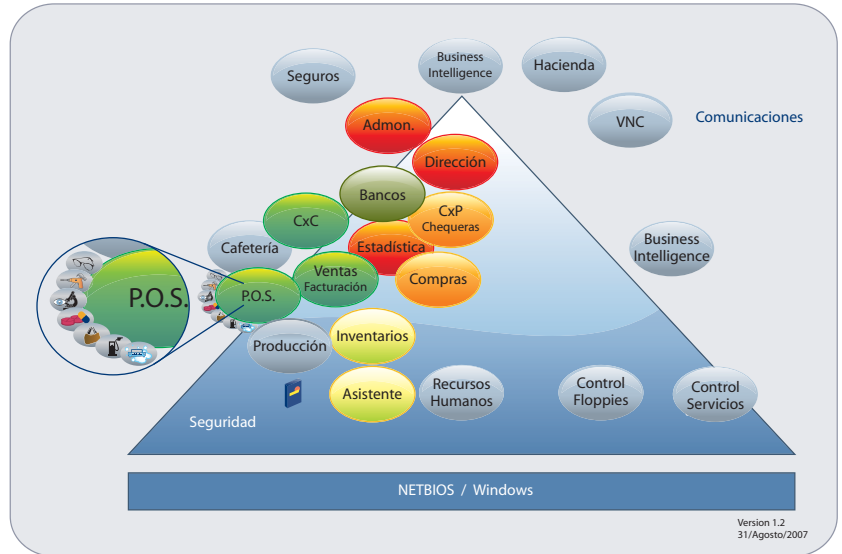 Business
Intelligence
Hacienda
Seguros
VNC
Comunicaciones
Admon.
Dirección
Bancos
CxC
CxP
Chequeras
Cafetería
Estadística
Business
Intelligence
Ventas
Facturación
Compras
P.O.S.
P.O.S.
Producción
Inventarios
Asistente
Recursos
Humanos
Control
Floppies
Control
Servicios
Seguridad
NETBIOS / Windows
Version 1.2
31/Agosto/2007